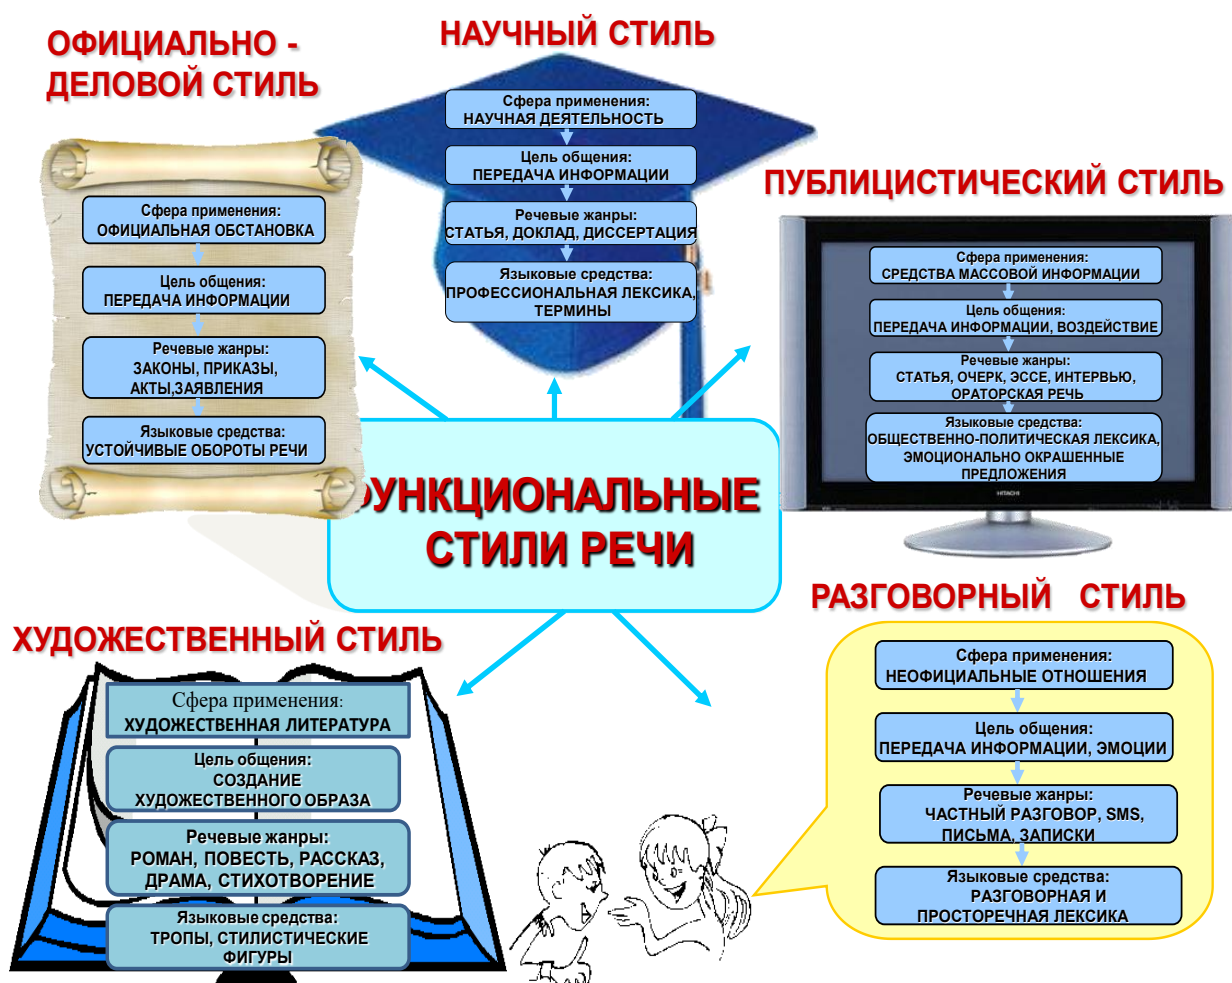 ОФИЦИАЛЬНО -
ДЕЛОВОЙ СТИЛЬ
Сфера применения:
ОФИЦИАЛЬНАЯ ОБСТАНОВКА
Цель общения:
ПЕРЕДАЧА ИНФОРМАЦИИ
Речевые жанры:
ЗАКОНЫ, ПРИКАЗЫ,
АКТЫ,ЗАЯВЛЕНИЯ
Языковые средства:
УСТОЙЧИВЫЕ ОБОРОТЫ РЕЧИ
НАУЧНЫЙ СТИЛЬ
Сфера применения:
НАУЧНАЯ ДЕЯТЕЛЬНОСТЬ
Цель общения:
ПЕРЕДАЧА ИНФОРМАЦИИ
Речевые жанры:
СТАТЬЯ, ДОКЛАД, ДИССЕРТАЦИЯ
Языковые средства:
ПРОФЕССИОНАЛЬНАЯ ЛЕКСИКА,
ТЕРМИНЫ
ПУБЛИЦИСТИЧЕСКИЙ СТИЛЬ
Сфера применения:
СРЕДСТВА МАССОВОЙ ИНФОРМАЦИИ
Цель общения:
ПЕРЕДАЧА ИНФОРМАЦИИ, ВОЗДЕЙСТВИЕ
Речевые жанры:
СТАТЬЯ, ОЧЕРК, ЭССЕ, ИНТЕРВЬЮ,
ОРАТОРСКАЯ РЕЧЬ
Языковые средства:
ОБЩЕСТВЕННО-ПОЛИТИЧЕСКАЯ ЛЕКСИКА,
ЭМОЦИОНАЛЬНО ОКРАШЕННЫЕ
ПРЕДЛОЖЕНИЯ
HITACHI
ФУНКЦИОНАЛЬНЫЕ
СТИЛИ РЕЧИ
ХУДОЖЕСТВЕННЫЙ СТИЛЬ
Сфера применения:
ХУДОЖЕСТВЕННАЯ ЛИТЕРАТУРА
Цель общения:
СОЗДАНИЕ
ХУДОЖЕСТВЕННОГО ОБРАЗА
Речевые жанры:
РОМАН, ПОВЕСТЬ, РАССКАЗ,
ДРАМА, СТИХОТВОРЕНИЕ
Языковые средства:
ТРОПЫ, СТИЛИСТИЧЕСКИЕ
ФИГУРЫ
РАЗГОВОРНЫЙ СТИЛЬ
Сфера применения:
НЕОФИЦИАЛЬНЫЕ ОТНОШЕНИЯ
Цель общения:
ПЕРЕДАЧА ИНФОРМАЦИИ, ЭМОЦИИ
Речевые жанры:
ЧАСТНЫЙ РАЗГОВОР, SMS,
ПИСЬМА, ЗАПИСКИ
Языковые средства:
РАЗГОВОРНАЯ И
ПРОСТОРЕЧНАЯ ЛЕКСИКА